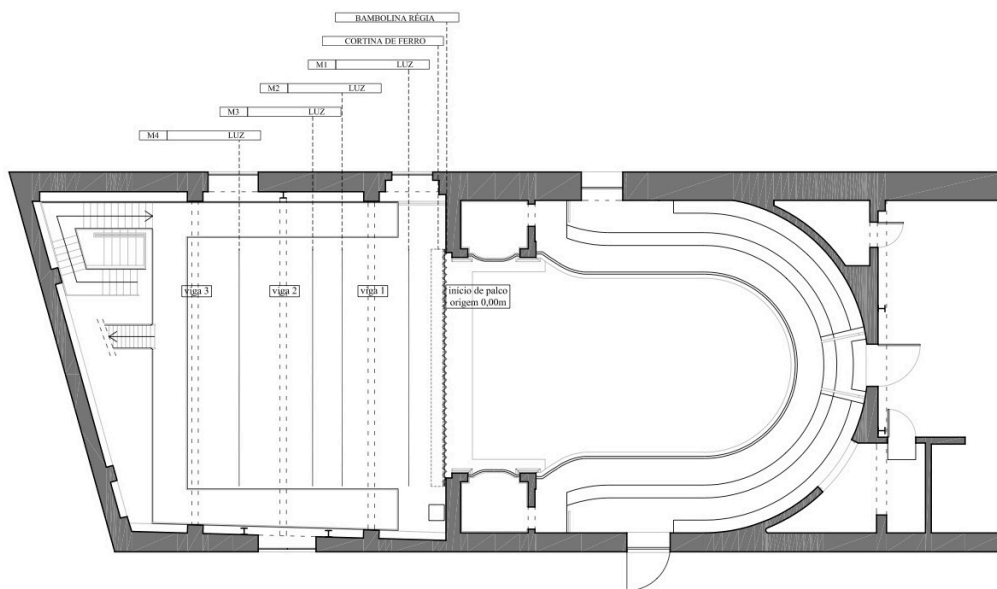 BAMBOLINA RÉGIA
CORTINA DE FERRO
M1 LUZ
M2 LUZ
M3 LUZ
M4 LUZ
viga 3
viga 2
viga 1
início de palco
origem 0,00m